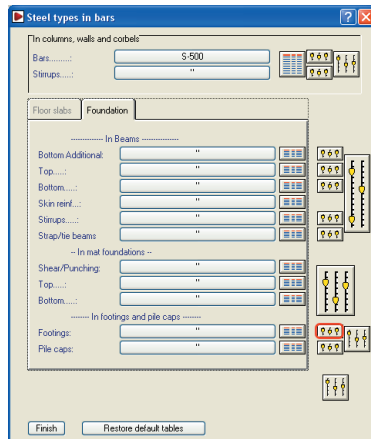 Steel types in bars
In columns, walls and corbels
Bars.........: S-500
Stirrups.....: "
Floor slabs Foundation
------------- In Beams ---------------
Bottom Additional: "
Top.....: "
Bottom.....: "
Skin reinf...: "
Stirrups.....: "
Strap/tie beams "
-- In mat foundations --
Shear/Punching: "
Top.....: "
Bottom.....: "
-------- In footings and pile caps --------
Footings: "
Pile caps: "
Finish Restore default tables